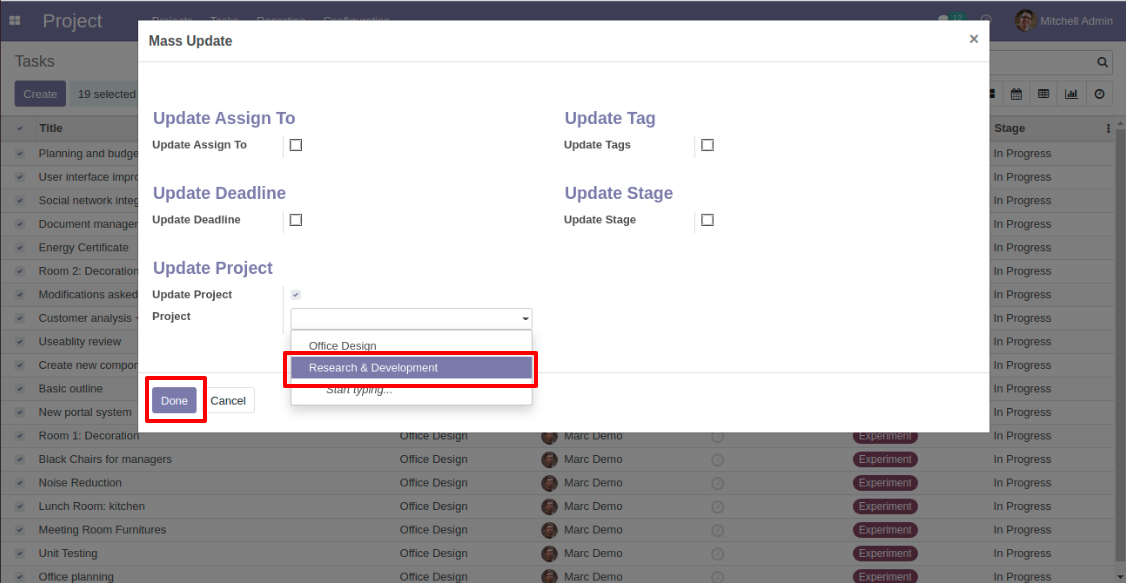 Project Projects Tasks Reporting Configuration 12 Mitchell Admin
Mass Update ×
Tasks
Create 19 selected
Update Assign To Update Tag
Title Stage
Update Assign To Update Tags
Planning and budge In Progress
User interface impro In Progress
Update Deadline Update Stage
Social network integ In Progress
Update Deadline Update Stage
Document managem In Progress
Energy Certificate In Progress
Update Project
Room 2: Decoration In Progress
Update Project
Modifications asked In Progress
Project
Customer analysis + In Progress
Useablity review In Progress
Office Design
Create new compon In Progress
Research & Development
Basic outline In Progress
Start typing...
Done Cancel
New portal system In Progress
Room 1: Decoration Office Design Marc Demo Experiment In Progress
Black Chairs for managers Office Design Marc Demo Experiment In Progress
Noise Reduction Office Design Marc Demo Experiment In Progress
Lunch Room: kitchen Office Design Marc Demo Experiment In Progress
Meeting Room Furnitures Office Design Marc Demo Experiment In Progress
Unit Testing Office Design Marc Demo Experiment In Progress
Office planning Office Design Marc Demo Experiment In Progress